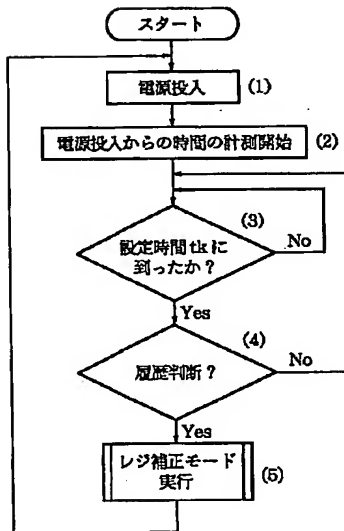 スタート
電源投入 (1)
電源投入からの時間の計測開始 (2)
(3)
設定時間tkに
到ったか？
No
Yes
(4)
履歴判断？
No
Yes
レジ補正モード
実行
(5)